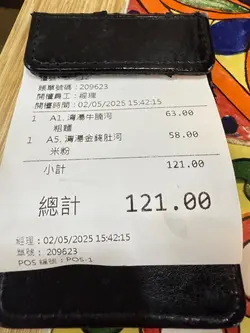 賬單號碼：209623
開檯員工：經理
開檯時間：02/05/2025 15:42:15
1 A1. 清湯牛腩河 63.00
粗麵
1 A5. 清湯金錢肚河 58.00
米粉
小計 121.00
總計 121.00
經理：02/05/2025 15:42:15
單號： 209623
POS 編號：POS-1